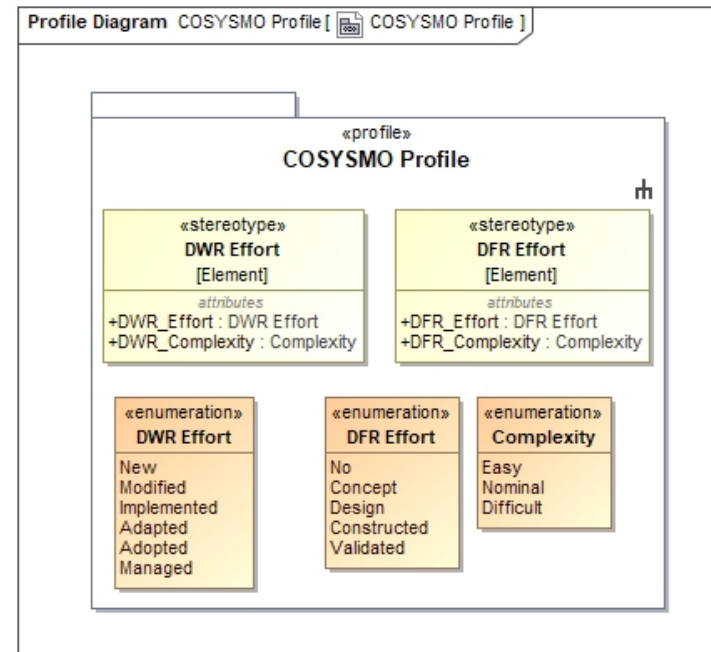 Profile Diagram COSYSMO Profile [ COSYSMO Profile ]
«profile»
COSYSMO Profile
«stereotype»
DWR Effort
[Element]
attributes
+DWR_Effort : DWR Effort
+DWR_Complexity : Complexity
«stereotype»
DFR Effort
[Element]
attributes
+DFR_Effort : DFR Effort
+DFR_Complexity : Complexity
«enumeration»
DWR Effort
New
Modified
Implemented
Adapted
Adopted
Managed
«enumeration»
DFR Effort
No
Concept
Design
Constructed
Validated
«enumeration»
Complexity
Easy
Nominal
Difficult